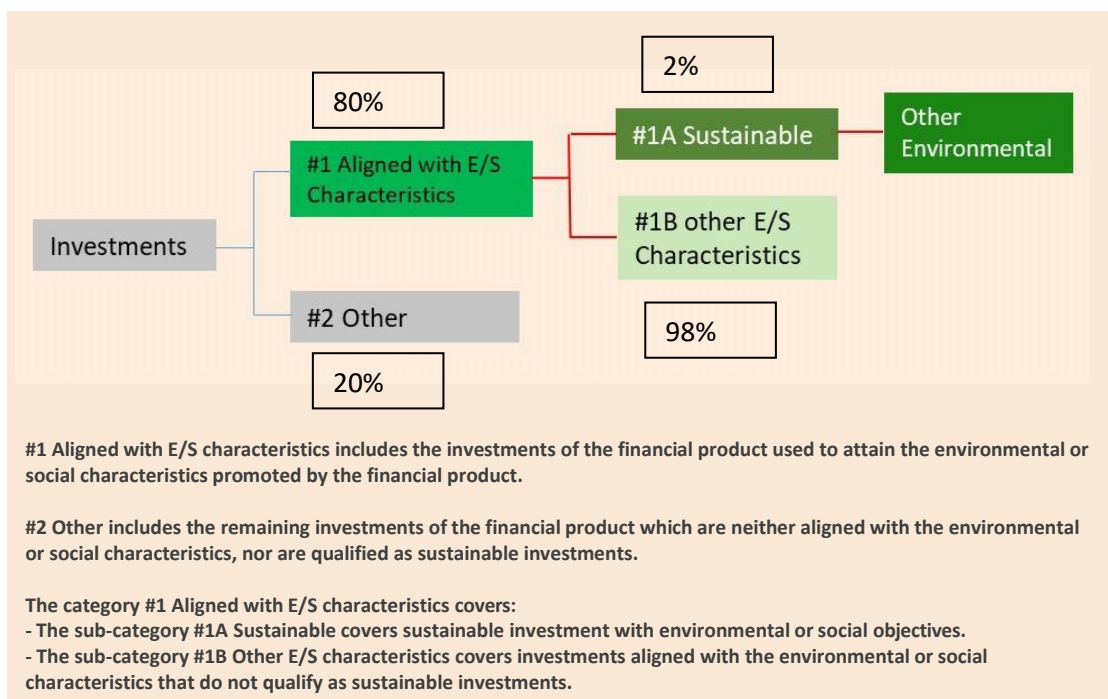 2%
80%
Other
Environmental
#1A Sustainable
#1 Aligned with E/S
Characteristics
#1B other E/S
Characteristics
Investments
#2 Other
98%
20%
#1 Aligned with E/S characteristics includes the investments of the financial product used to attain the environmental or
social characteristics promoted by the financial product.
#2 Other includes the remaining investments of the financial product which are neither aligned with the environmental
or social characteristics, nor are qualified as sustainable investments.
The category #1 Aligned with E/S characteristics covers:
- The sub-category #1A Sustainable covers sustainable investment with environmental or social objectives.
- The sub-category #1B Other E/S characteristics covers investments aligned with the environmental or social
characteristics that do not qualify as sustainable investments.